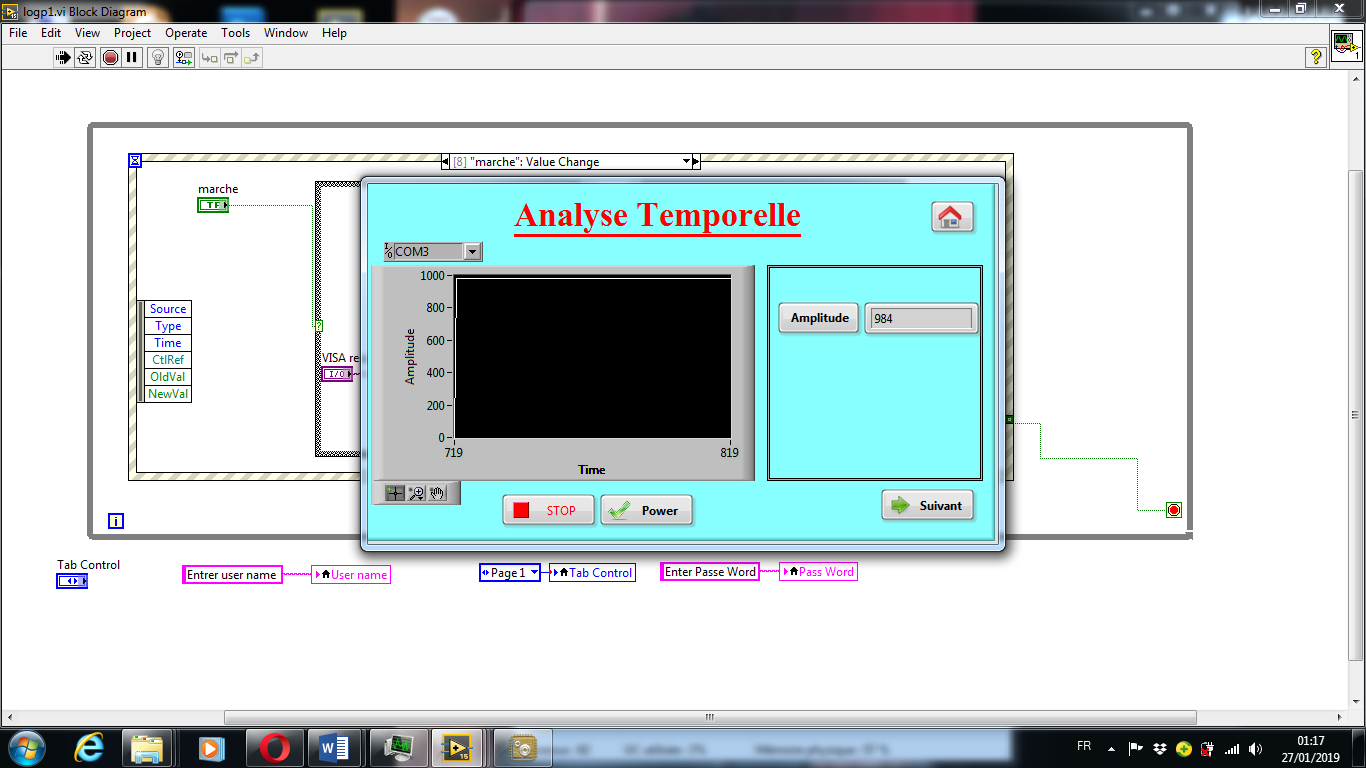 logp1.vi Block Diagram
File Edit View Project Operate Tools Window Help
1
[8] "marche": Value Change
marche
TF
Analyse Temporelle
I/O COM3
1000
800
600
400
200
0
Amplitude
719 819
Time
Amplitude 984
Source
Type
Time
CtlRef
OldVal
NewVal
?
VISA re
I/O
STOP Power Suivant
i
Tab Control
Entrer user name User name
Page1 Tab Control
Enter Passe Word Pass Word
15
FR
01:17
27/01/2019